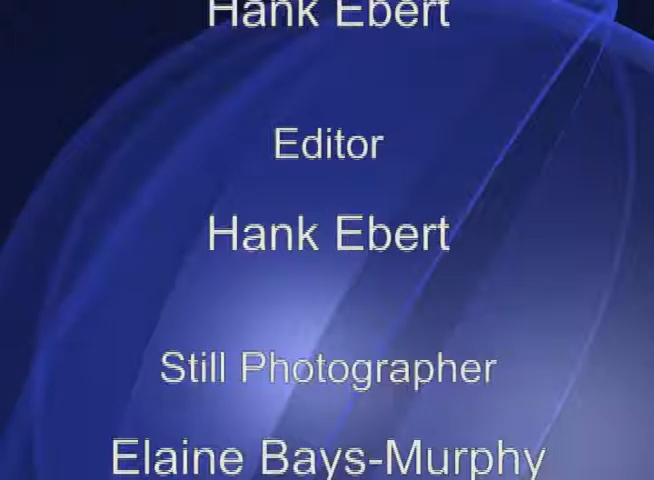 Hank Ebert
Editor
Hank Ebert
Still Photographer
Elaine Bays-Murphy